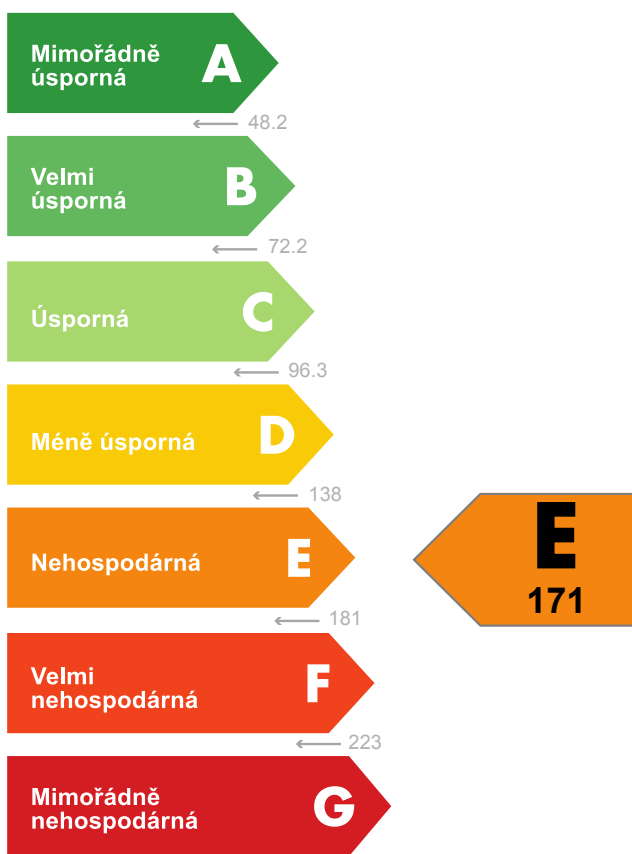 Mimořádně
úsporná
A
48.2
Velmi
úsporná
B
72.2
Úsporná
C
96.3
Méně úsporná
D
138
Nehospodárná
E
E
171
181
Velmi
nehospodárná
F
223
Mimořádně
nehospodárná
G